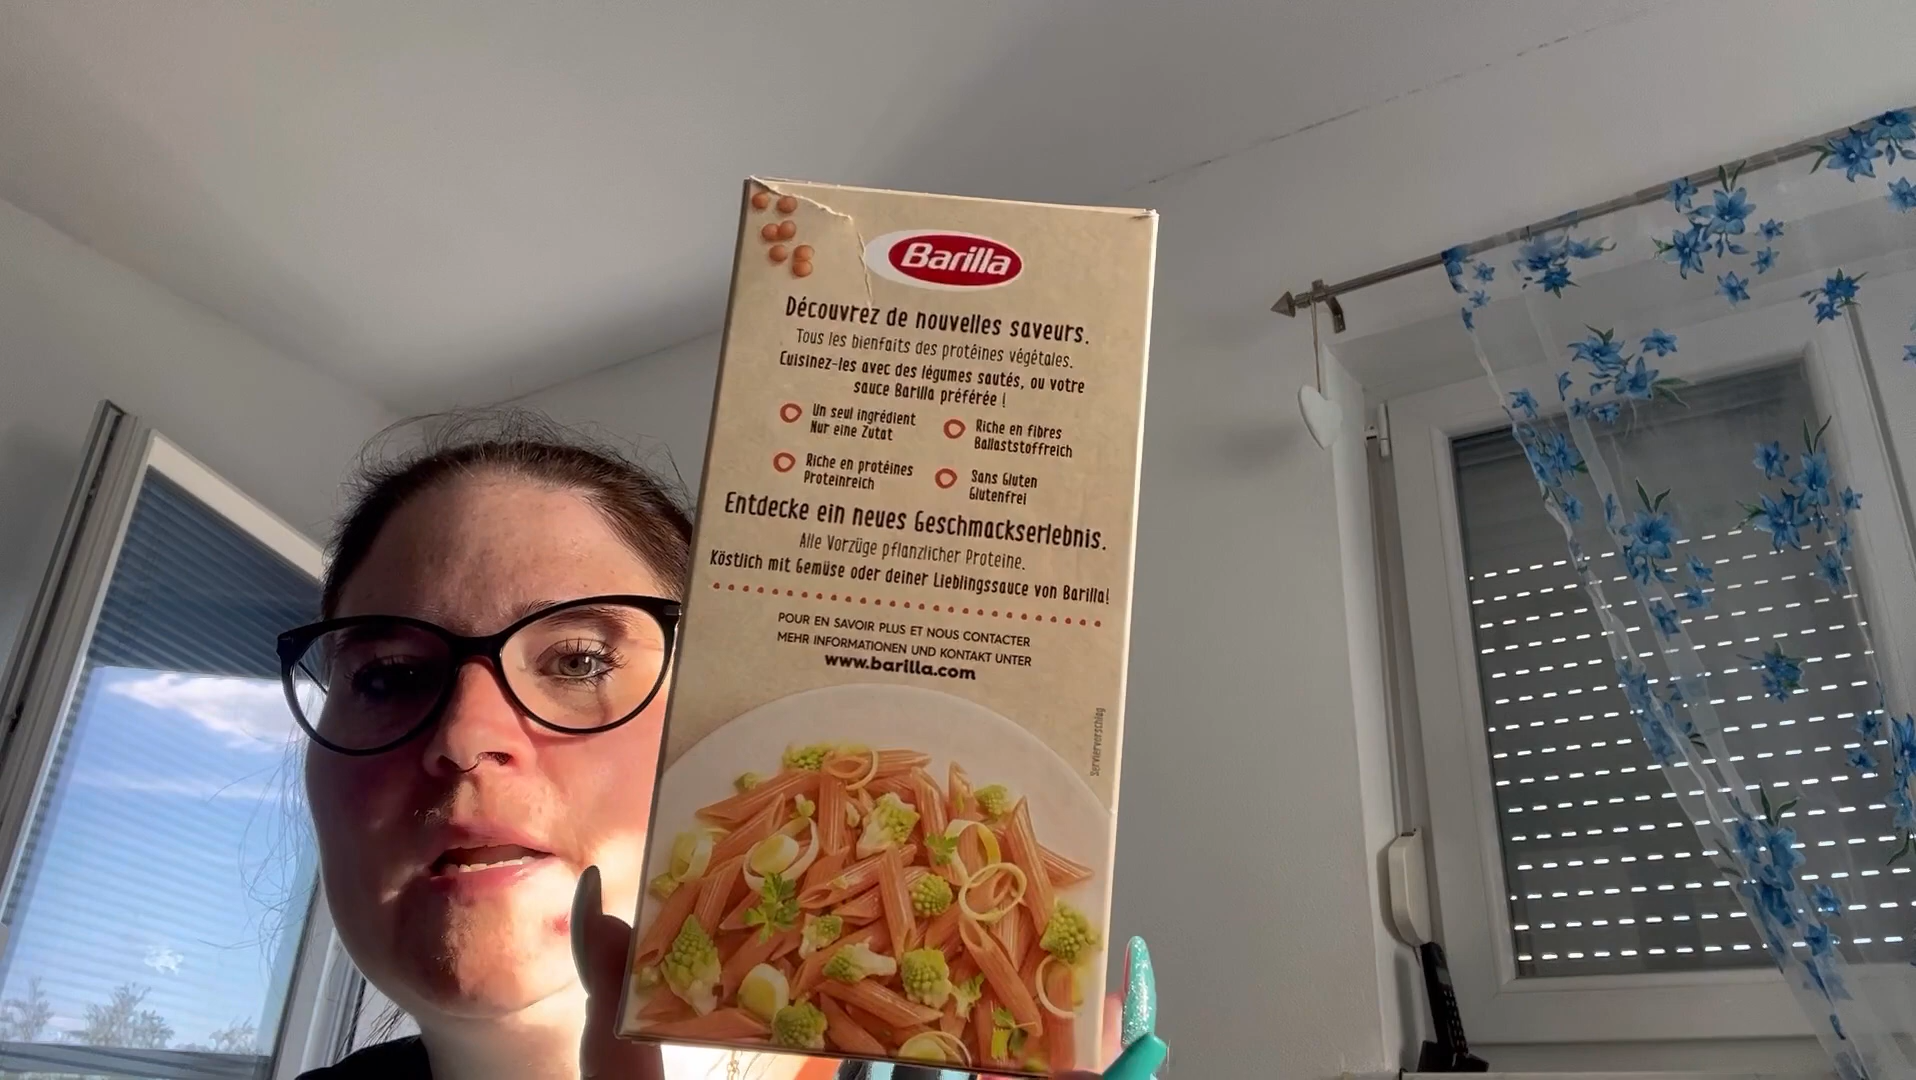 Barilla
Découvrez de nouvelles saveurs.
Tous les bienfaits des protéines végétales.
Cuisinez-les avec des légumes sautés, ou votre
sauce Barilla préférée !
Un seul ingrédient
Nur eine Zutat
Riche en fibres
Ballaststoffreich
Riche en protéines
Proteinreich
Sans Gluten
Glutenfrei
Entdecke ein neues Geschmackserlebnis.
Alle Vorzüge pflanzlicher Proteine.
Köstlich mit Gemüse oder deiner Lieblingssauce von Barilla!
POUR EN SAVOIR PLUS ET NOUS CONTACTER
MEHR INFORMATIONEN UND KONTAKT UNTER
www.barilla.com
Serviervorschlag